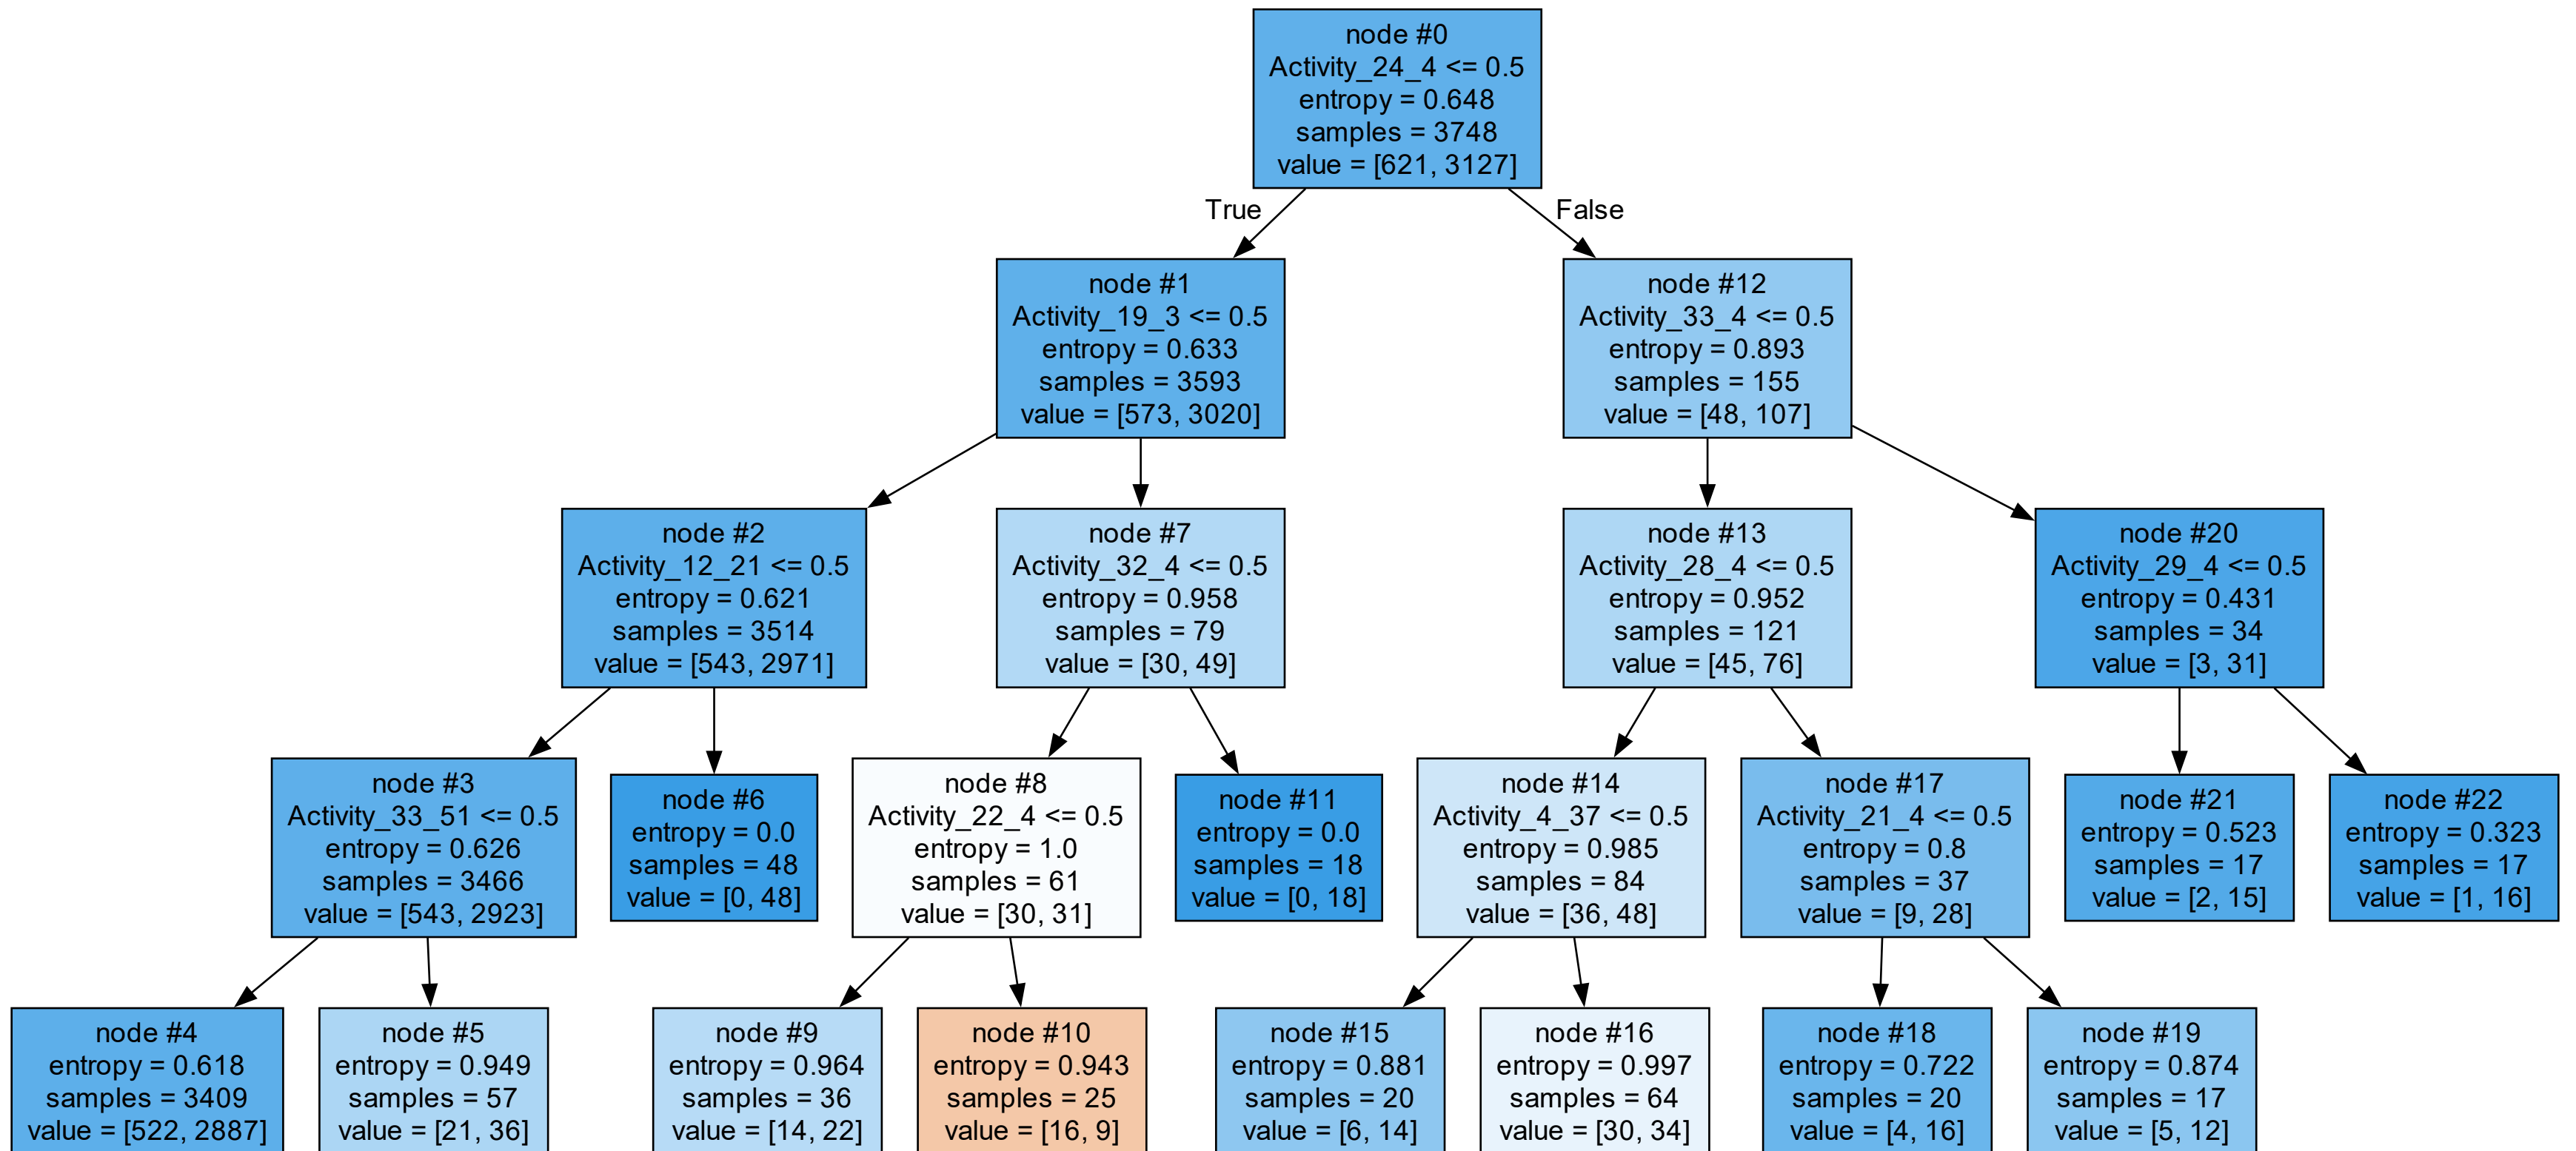 node #0
Activity_24_4 <= 0.5
entropy = 0.648
samples = 3748
value = [621, 3127]
True
False
node #1
Activity_19_3 <= 0.5
entropy = 0.633
samples = 3593
value = [573, 3020]
node #12
Activity_33_4 <= 0.5
entropy = 0.893
samples = 155
value = [48, 107]
node #2
Activity_12_21 <= 0.5
entropy = 0.621
samples = 3514
value = [543, 2971]
node #7
Activity_32_4 <= 0.5
entropy = 0.958
samples = 79
value = [30, 49]
node #13
Activity_28_4 <= 0.5
entropy = 0.952
samples = 121
value = [45, 76]
node #20
Activity_29_4 <= 0.5
entropy = 0.431
samples = 34
value = [3, 31]
node #3
Activity_33_51 <= 0.5
entropy = 0.626
samples = 3466
value = [543, 2923]
node #6
entropy = 0.0
samples = 48
value = [0, 48]
node #8
Activity_22_4 <= 0.5
entropy = 1.0
samples = 61
value = [30, 31]
node #11
entropy = 0.0
samples = 18
value = [0, 18]
node #14
Activity_4_37 <= 0.5
entropy = 0.985
samples = 84
value = [36, 48]
node #17
Activity_21_4 <= 0.5
entropy = 0.8
samples = 37
value = [9, 28]
node #21
entropy = 0.523
samples = 17
value = [2, 15]
node #22
entropy = 0.323
samples = 17
value = [1, 16]
node #4
entropy = 0.618
samples = 3409
value = [522, 2887]
node #5
entropy = 0.949
samples = 57
value = [21, 36]
node #9
entropy = 0.964
samples = 36
value = [14, 22]
node #10
entropy = 0.943
samples = 25
value = [16, 9]
node #15
entropy = 0.881
samples = 20
value = [6, 14]
node #16
entropy = 0.997
samples = 64
value = [30, 34]
node #18
entropy = 0.722
samples = 20
value = [4, 16]
node #19
entropy = 0.874
samples = 17
value = [5, 12]